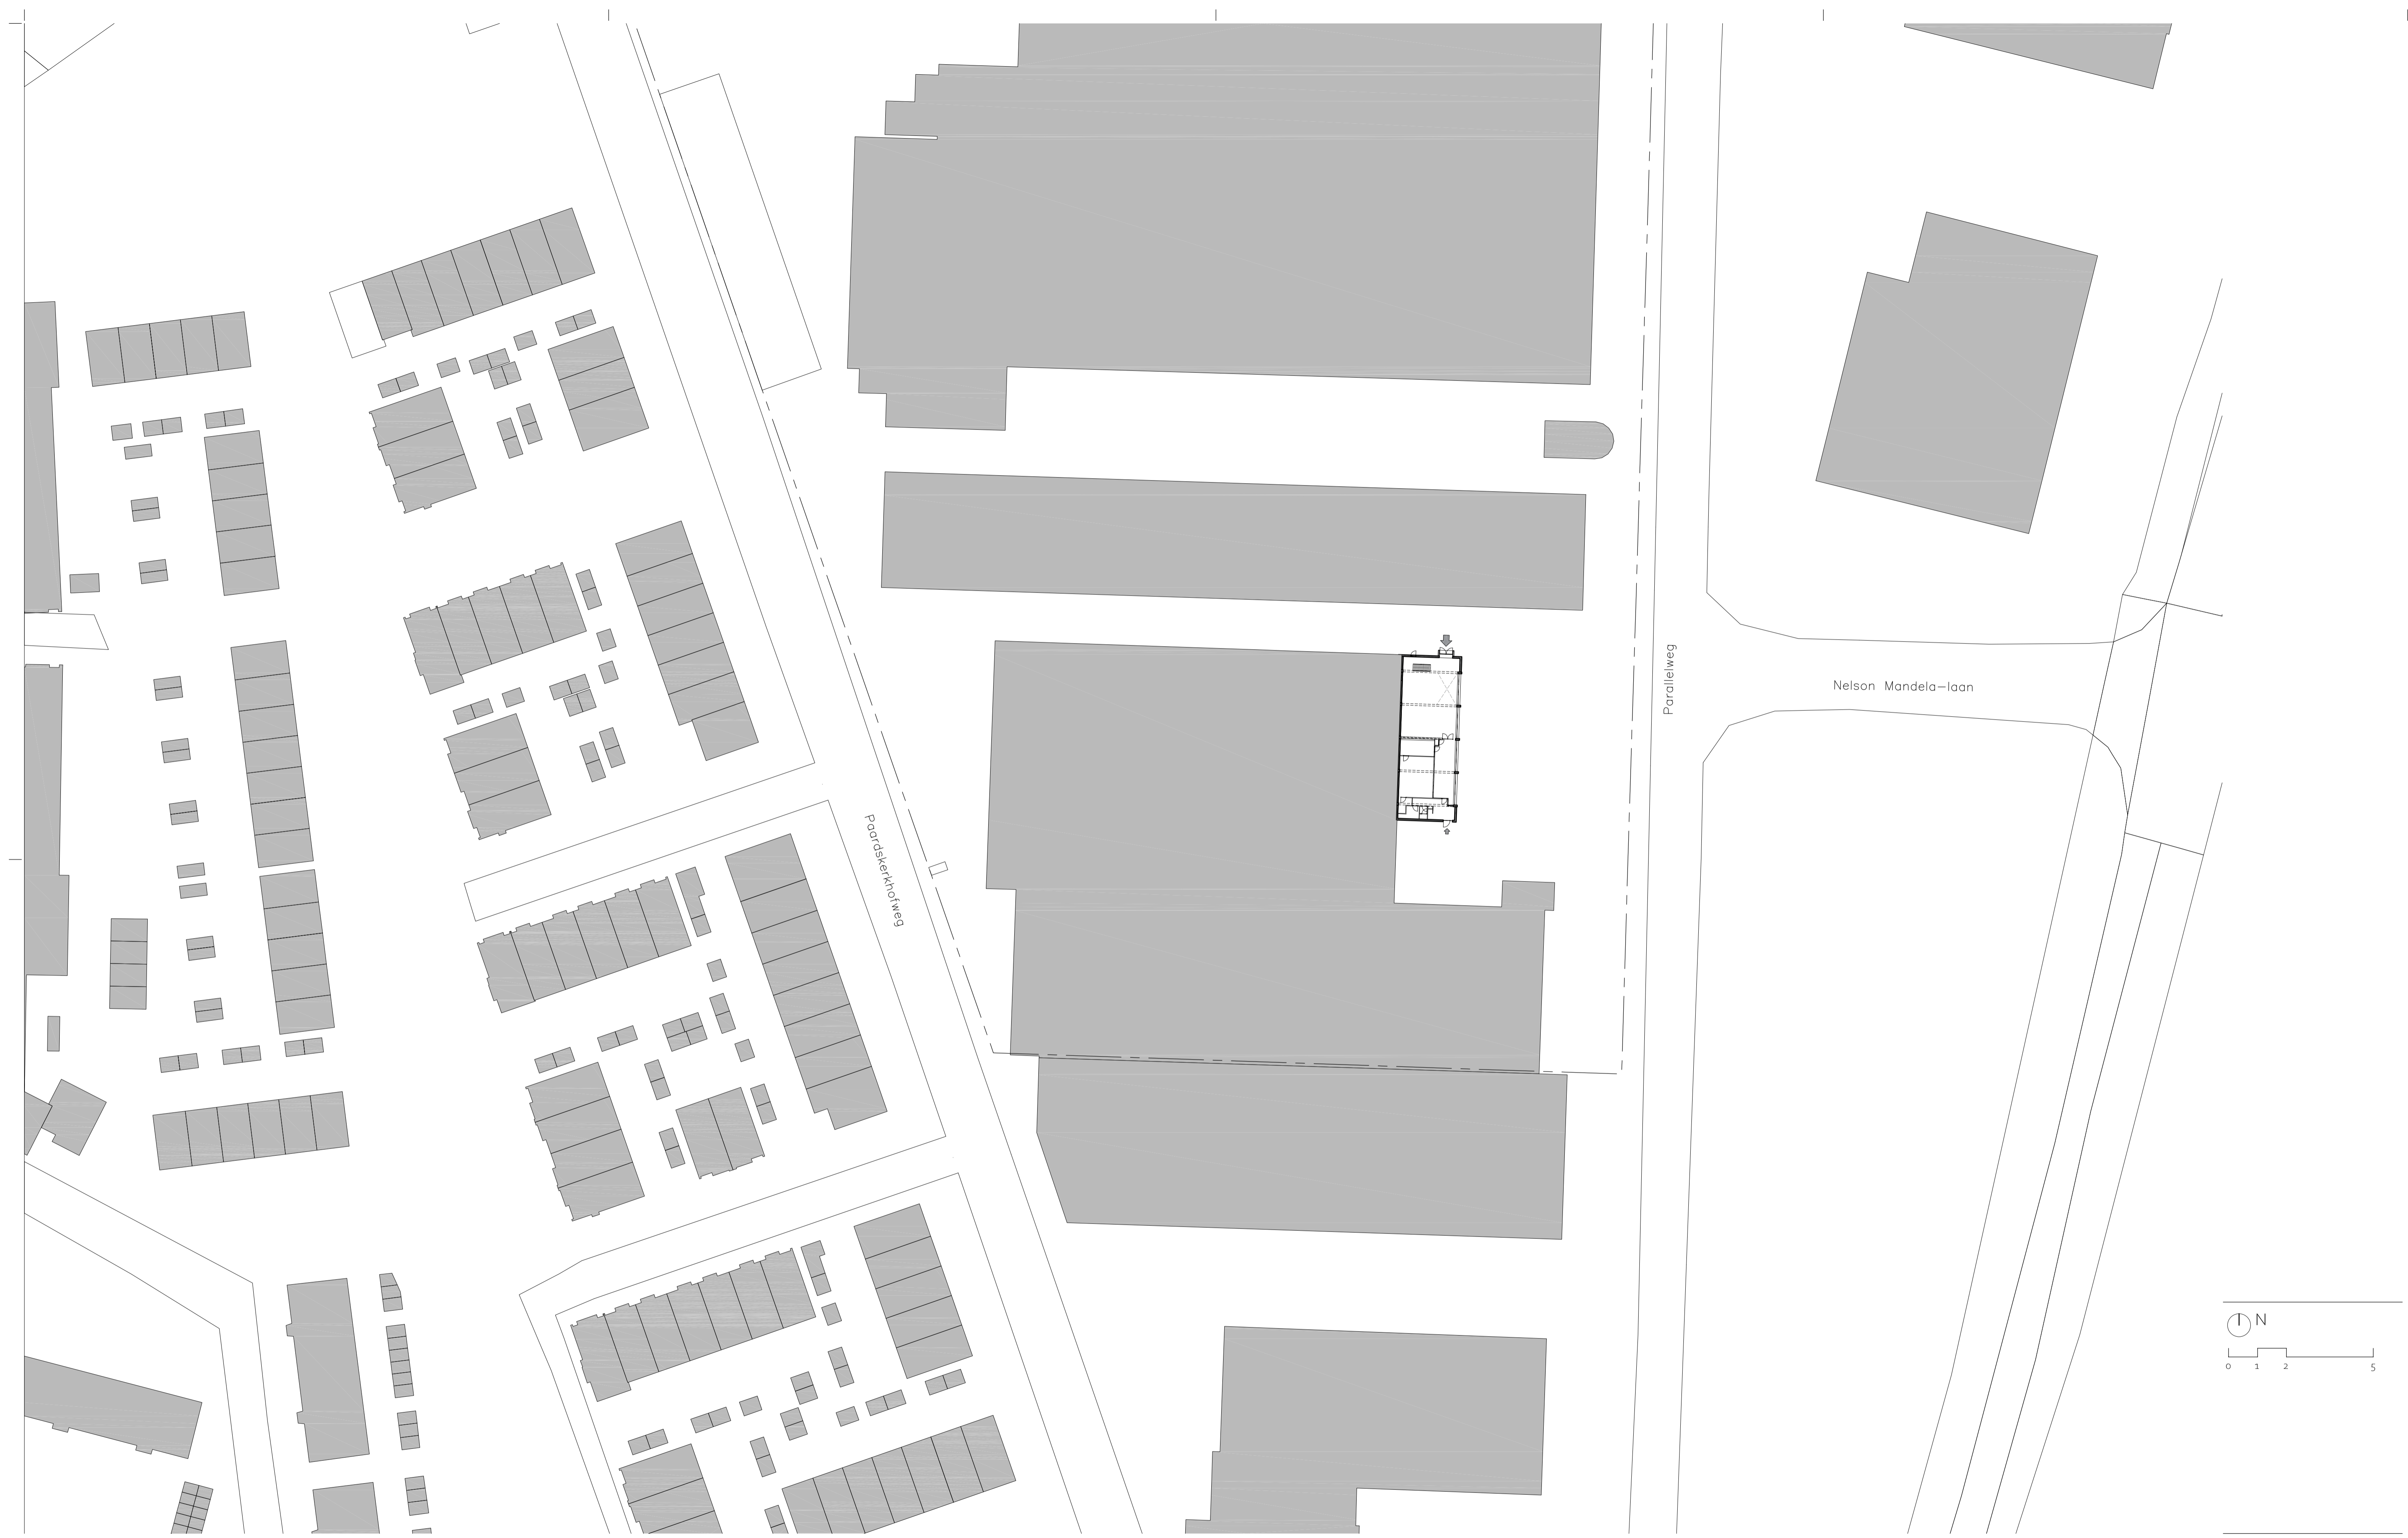 Parallelweg
Nelson Mandela-laan
Paardskerkhofweg
N
0 1 2 5